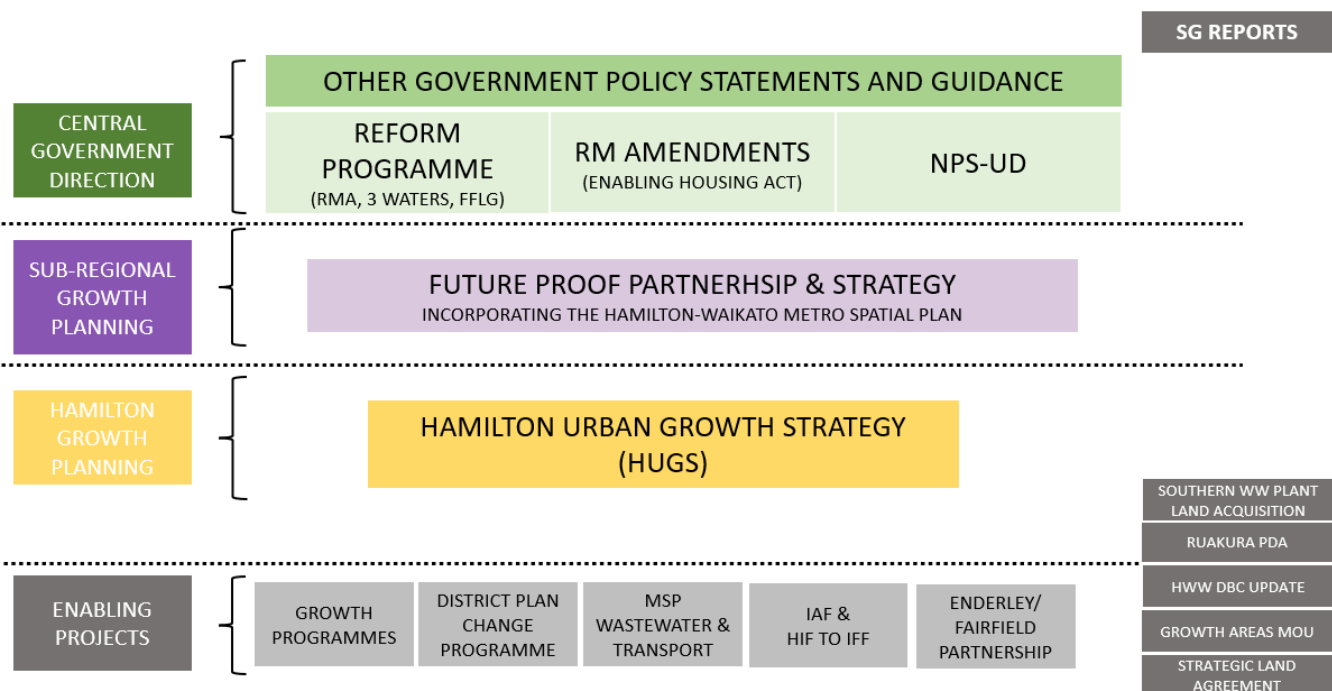 SG REPORTS
OTHER GOVERNMENT POLICY STATEMENTS AND GUIDANCE
CENTRAL
GOVERNMENT
DIRECTION
REFORM
PROGRAMME
(RMA, 3 WATERS, FFLG)
RM AMENDMENTS
(ENABLING HOUSING ACT)
NPS-UD
SUB-REGIONAL
GROWTH
PLANNING
FUTURE PROOF PARTNERHSIP & STRATEGY
INCORPORATING THE HAMILTON-WAIKATO METRO SPATIAL PLAN
HAMILTON
GROWTH
PLANNING
HAMILTON URBAN GROWTH STRATEGY
(HUGS)
SOUTHERN WW PLANT
LAND ACQUISITION
RUAKURA PDA
HWW DBC UPDATE
GROWTH AREAS MOU
STRATEGIC LAND
AGREEMENT
ENABLING
PROJECTS
GROWTH
PROGRAMMES
DISTRICT PLAN
CHANGE
PROGRAMME
MSP
WASTEWATER &
TRANSPORT
IAF &
HIF TO IFF
ENDERLEY/
FAIRFIELD
PARTNERSHIP